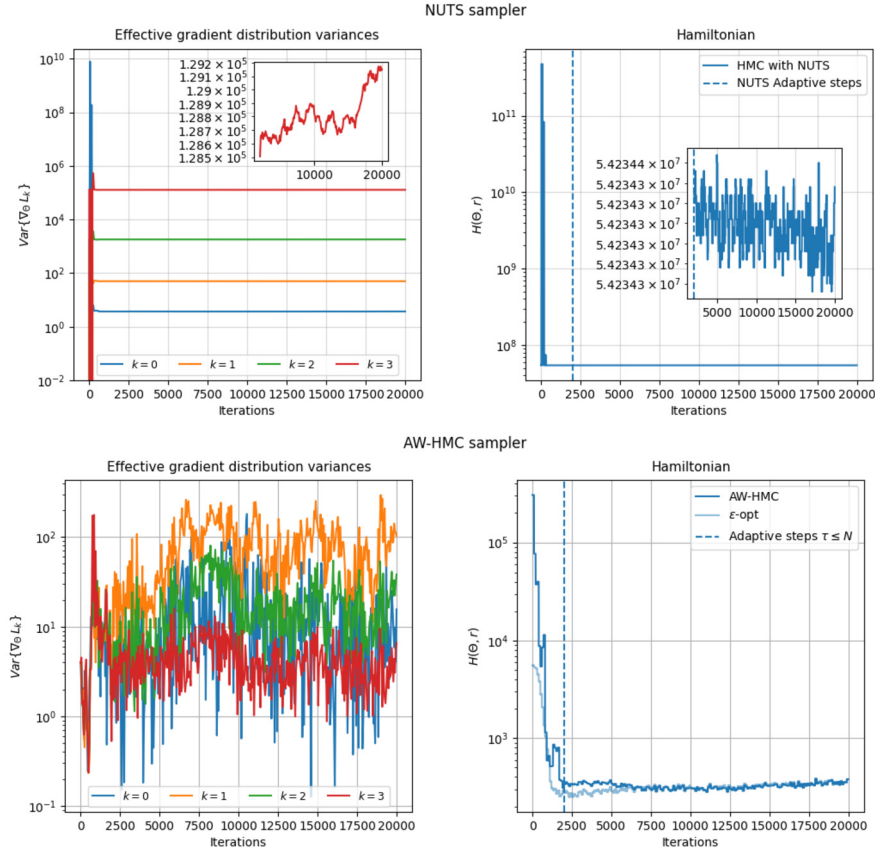 NUTS sampler
Effective gradient distribution variances
Var{∇_Θ L_k}
10^10
10^8
10^6
10^4
10^2
10^0
10^-2
1.292 × 10^5
1.291 × 10^5
1.29 × 10^5
1.289 × 10^5
1.288 × 10^5
1.287 × 10^5
1.286 × 10^5
1.285 × 10^5
10000 20000
k = 0 k = 1 k = 2 k = 3
0 2500 5000 7500 10000 12500 15000 17500 20000
Iterations
Hamiltonian
H(Θ, r)
10^11
10^10
10^9
10^8
HMC with NUTS
NUTS Adaptive steps
5.42344 × 10^7
5.42343 × 10^7
5.42343 × 10^7
5.42343 × 10^7
5.42343 × 10^7
5.42343 × 10^7
5.42343 × 10^7
5000 10000 15000 20000
0 2500 5000 7500 10000 12500 15000 17500 20000
Iterations
AW-HMC sampler
Effective gradient distribution variances
Var{∇_Θ L_k}
10^2
10^1
10^0
10^-1
k = 0 k = 1 k = 2 k = 3
0 2500 5000 7500 10000 12500 15000 17500 20000
Iterations
Hamiltonian
H(Θ, r)
10^5
10^4
10^3
AW-HMC
ε-opt
Adaptive steps τ ≤ N
0 2500 5000 7500 10000 12500 15000 17500 20000
Iterations